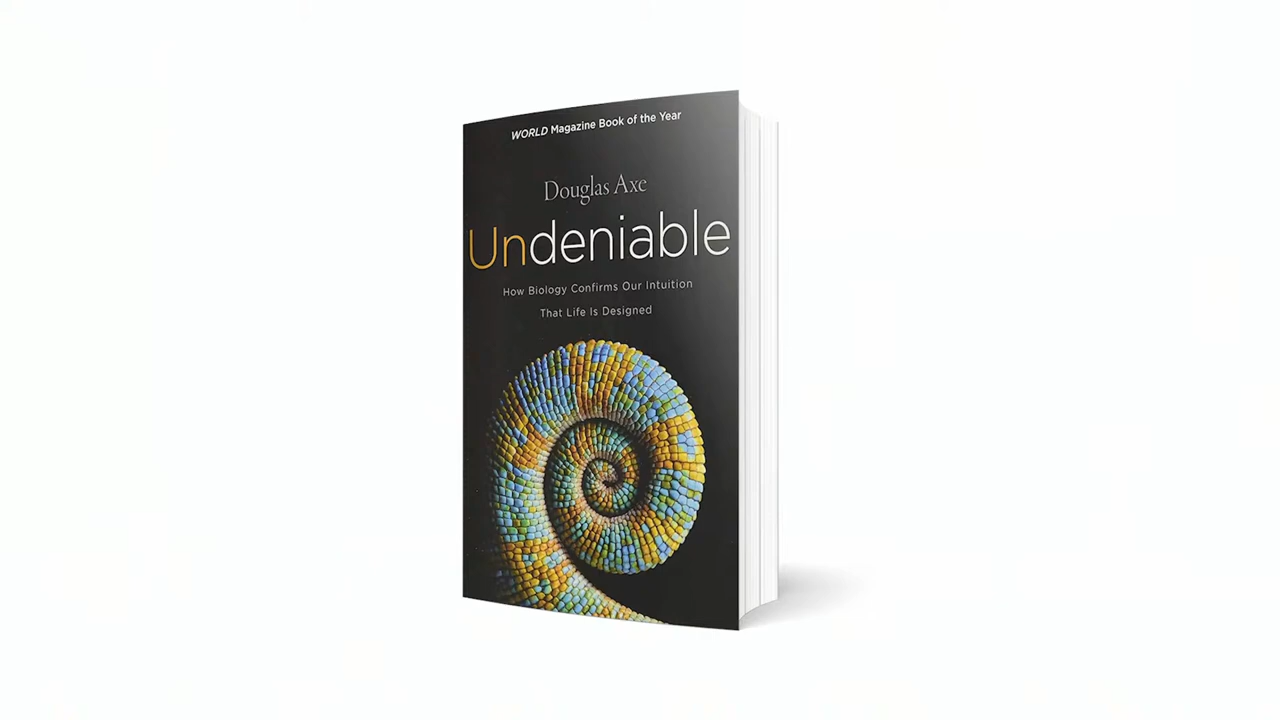 WORLD Magazine Book of the Year
Douglas Axe
Undeniable
How Biology Confirms Our Intuition
That Life Is Designed